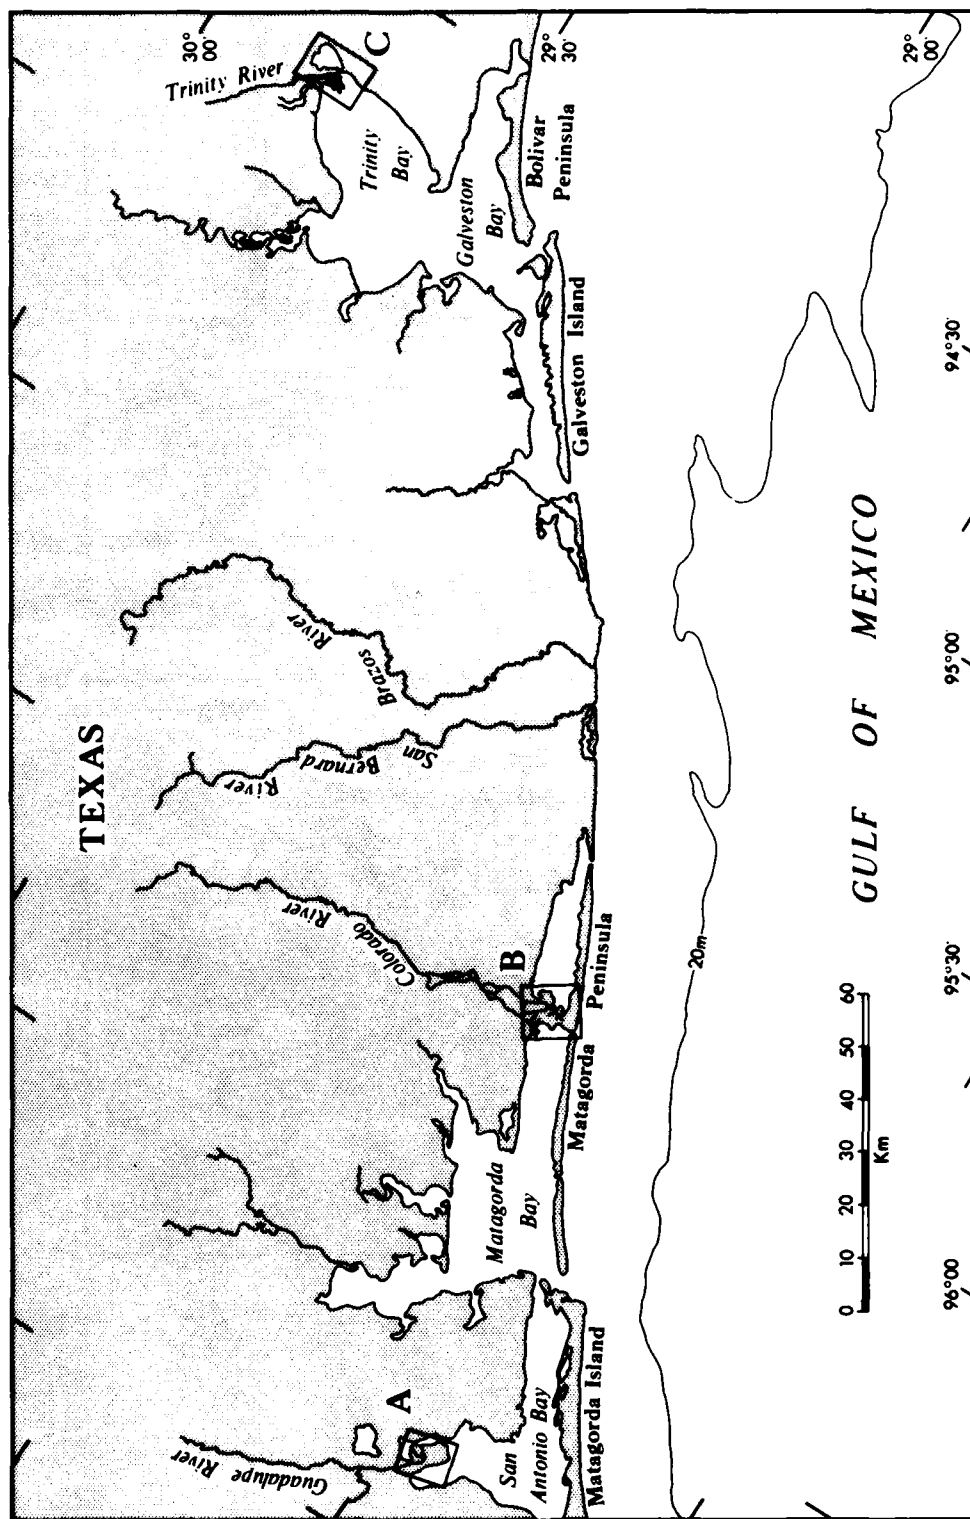 TEXAS
Guadalupe
River
A
San
Antonio Bay
Matagorda Island
Matagorda
Bay
Matagorda
Peninsula
B
Colorado
River
San
Bernard
River
Brazos
River
Galveston Island
Galveston
Bay
Bolivar
Peninsula
Trinity
Bay
Trinity River
C
30°
00'
29°
30'
29°
00'
GULF OF MEXICO
20m
0 10 20 30 40 50 60
Km
96°00'
95°30'
95°00'
94°30'